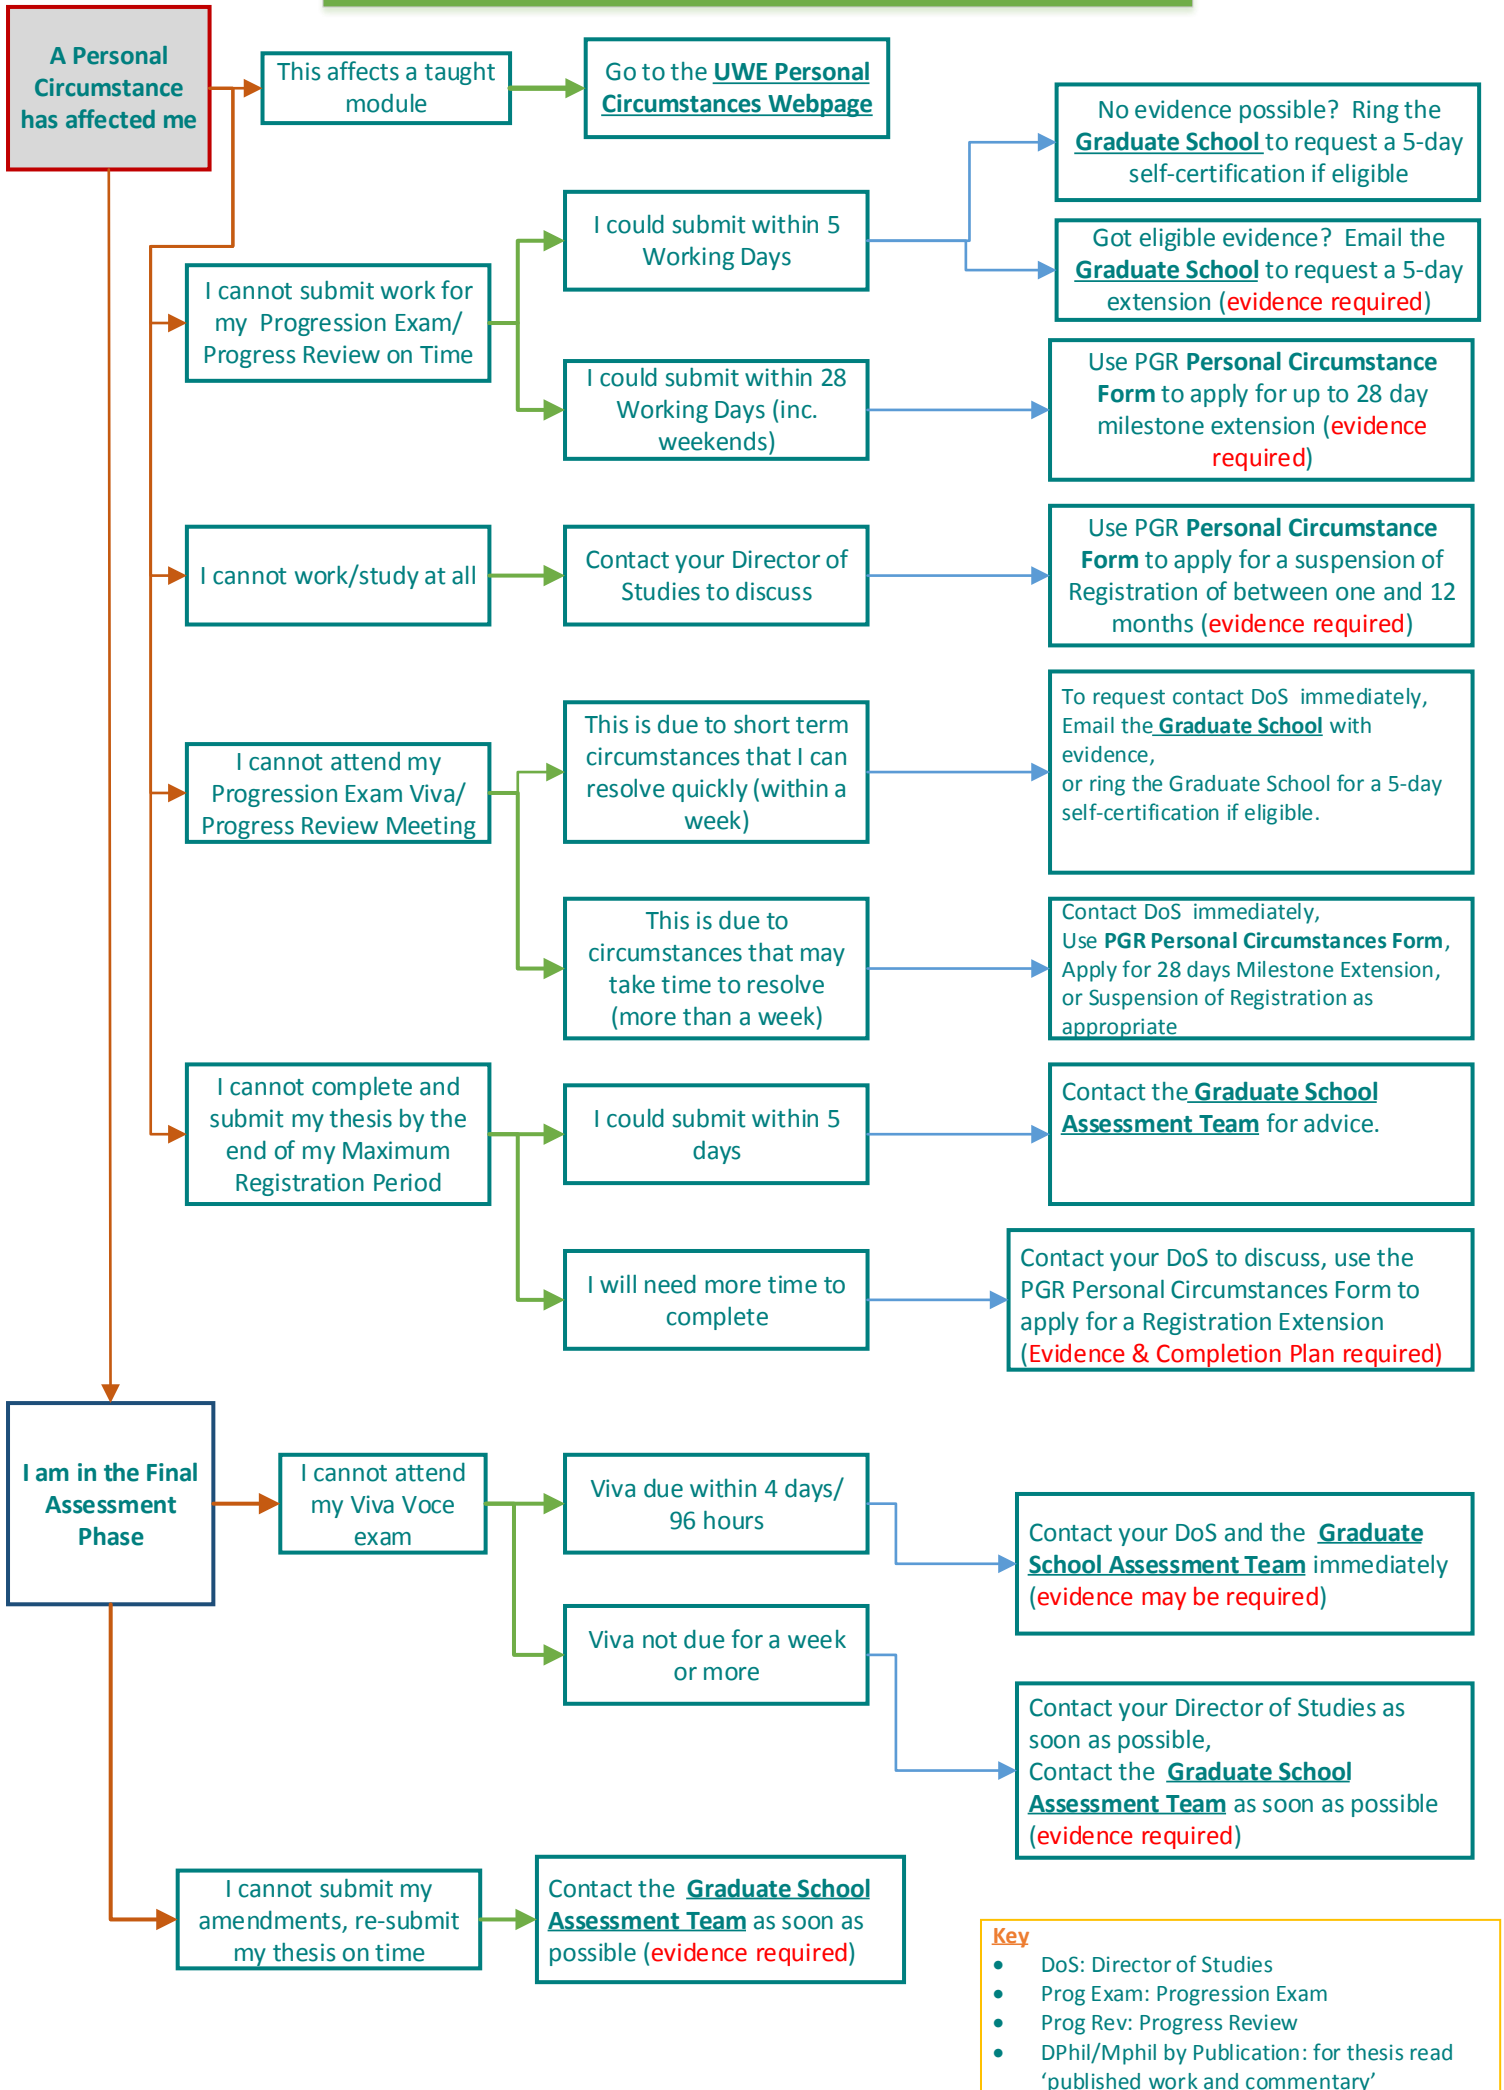 A Personal
Circumstance
has affected me
This affects a taught
module
Go to the UWE Personal
Circumstances Webpage
No evidence possible? Ring the
Graduate School to request a 5-day
self-certification if eligible
I could submit within 5
Working Days
Got eligible evidence? Email the
Graduate School to request a 5-day
extension (evidence required)
I cannot submit work for
my Progression Exam/
Progress Review on Time
I could submit within 28
Working Days (inc.
weekends)
Use PGR Personal Circumstance
Form to apply for up to 28 day
milestone extension (evidence
required)
I cannot work/study at all
Contact your Director of
Studies to discuss
Use PGR Personal Circumstance
Form to apply for a suspension of
Registration of between one and 12
months (evidence required)
I cannot attend my
Progression Exam Viva/
Progress Review Meeting
This is due to short term
circumstances that I can
resolve quickly (within a
week)
To request contact DoS immediately,
Email the Graduate School with
evidence,
or ring the Graduate School for a 5-day
self-certification if eligible.
This is due to
circumstances that may
take time to resolve
(more than a week)
Contact DoS immediately,
Use PGR Personal Circumstances Form,
Apply for 28 days Milestone Extension,
or Suspension of Registration as
appropriate
I cannot complete and
submit my thesis by the
end of my Maximum
Registration Period
I could submit within 5
days
Contact the Graduate School
Assessment Team for advice.
I will need more time to
complete
Contact your DoS to discuss, use the
PGR Personal Circumstances Form to
apply for a Registration Extension
(Evidence & Completion Plan required)
I am in the Final
Assessment
Phase
I cannot attend
my Viva Voce
exam
Viva due within 4 days/
96 hours
Contact your DoS and the Graduate
School Assessment Team immediately
(evidence may be required)
Viva not due for a week
or more
Contact your Director of Studies as
soon as possible,
Contact the Graduate School
Assessment Team as soon as possible
(evidence required)
I cannot submit my
amendments, re-submit
my thesis on time
Contact the Graduate School
Assessment Team as soon as
possible (evidence required)
Key
• DoS: Director of Studies
• Prog Exam: Progression Exam
• Prog Rev: Progress Review
• DPhil/Mphil by Publication: for thesis read
‘published work and commentary’